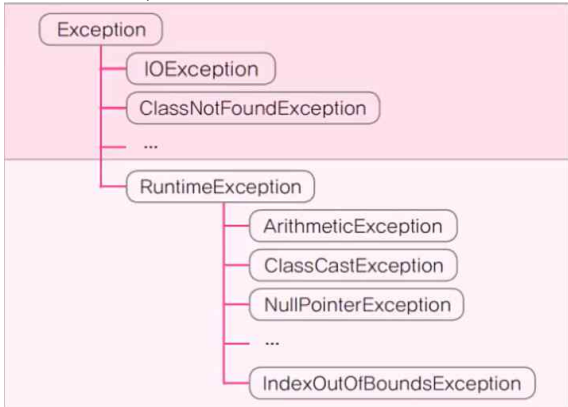 Exception
IOException
ClassNotFoundException
...
RuntimeException
ArithmeticException
ClassCastException
NullPointerException
...
IndexOutOfBoundsException